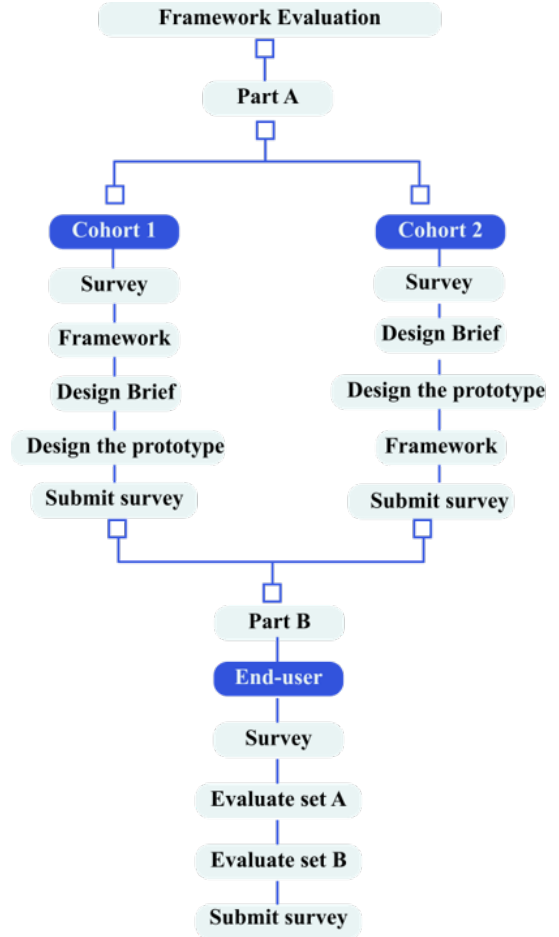 Framework Evaluation
Part A
Cohort 1
Survey
Framework
Design Brief
Design the prototype
Submit survey
Cohort 2
Survey
Design Brief
Design the prototype
Framework
Submit survey
Part B
End-user
Survey
Evaluate set A
Evaluate set B
Submit survey